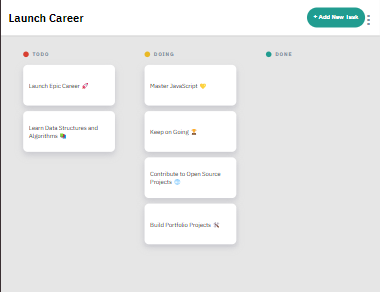 Launch Career
+ Add New Task
TODO
DOING
DONE
Launch Epic Career 🚀
Learn Data Structures and
Algorithms 📚
Master JavaScript 💛
Keep on Going ⏳
Contribute to Open Source
Projects
Build Portfolio Projects 🛠